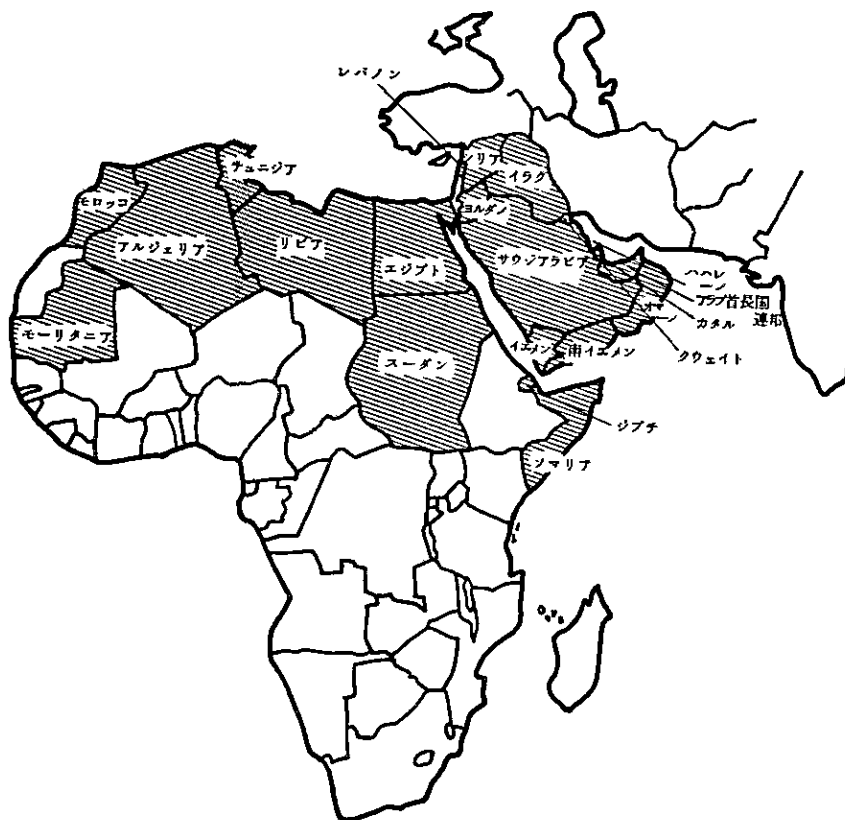 レバノン
シリア
イラク
チュニジア
モロッコ
ヨルダン
アルジェリア
リビア
エジプト
サウジアラビア
バハレ
ーン
アラブ首長国
連邦
オマ
ーン
カタル
モーリタニア
スーダン
イエメン
南イエメン
クウェイト
ジブチ
ソマリア